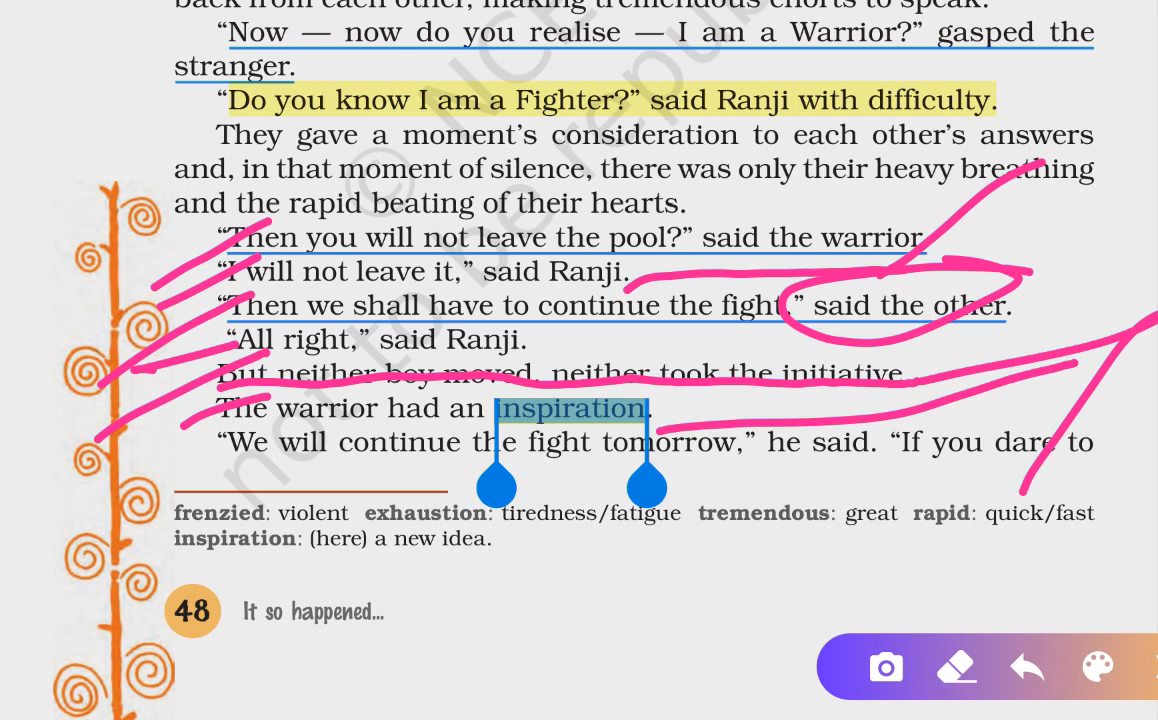 back from each other, making tremendous efforts to speak.
“Now — now do you realise — I am a Warrior?” gasped the
stranger.
“Do you know I am a Fighter?” said Ranji with difficulty.
They gave a moment’s consideration to each other’s answers
and, in that moment of silence, there was only their heavy breathing
and the rapid beating of their hearts.
“Then you will not leave the pool?” said the warrior.
“I will not leave it,” said Ranji.
“Then we shall have to continue the fight,” said the other.
“All right,” said Ranji.
But neither boy moved, neither took the initiative.
The warrior had an inspiration.
“We will continue the fight tomorrow,” he said. “If you dare to
frenzied: violent exhaustion: tiredness/fatigue tremendous: great rapid: quick/fast
inspiration: (here) a new idea.
48 It so happened...
© NCE
not to be repub